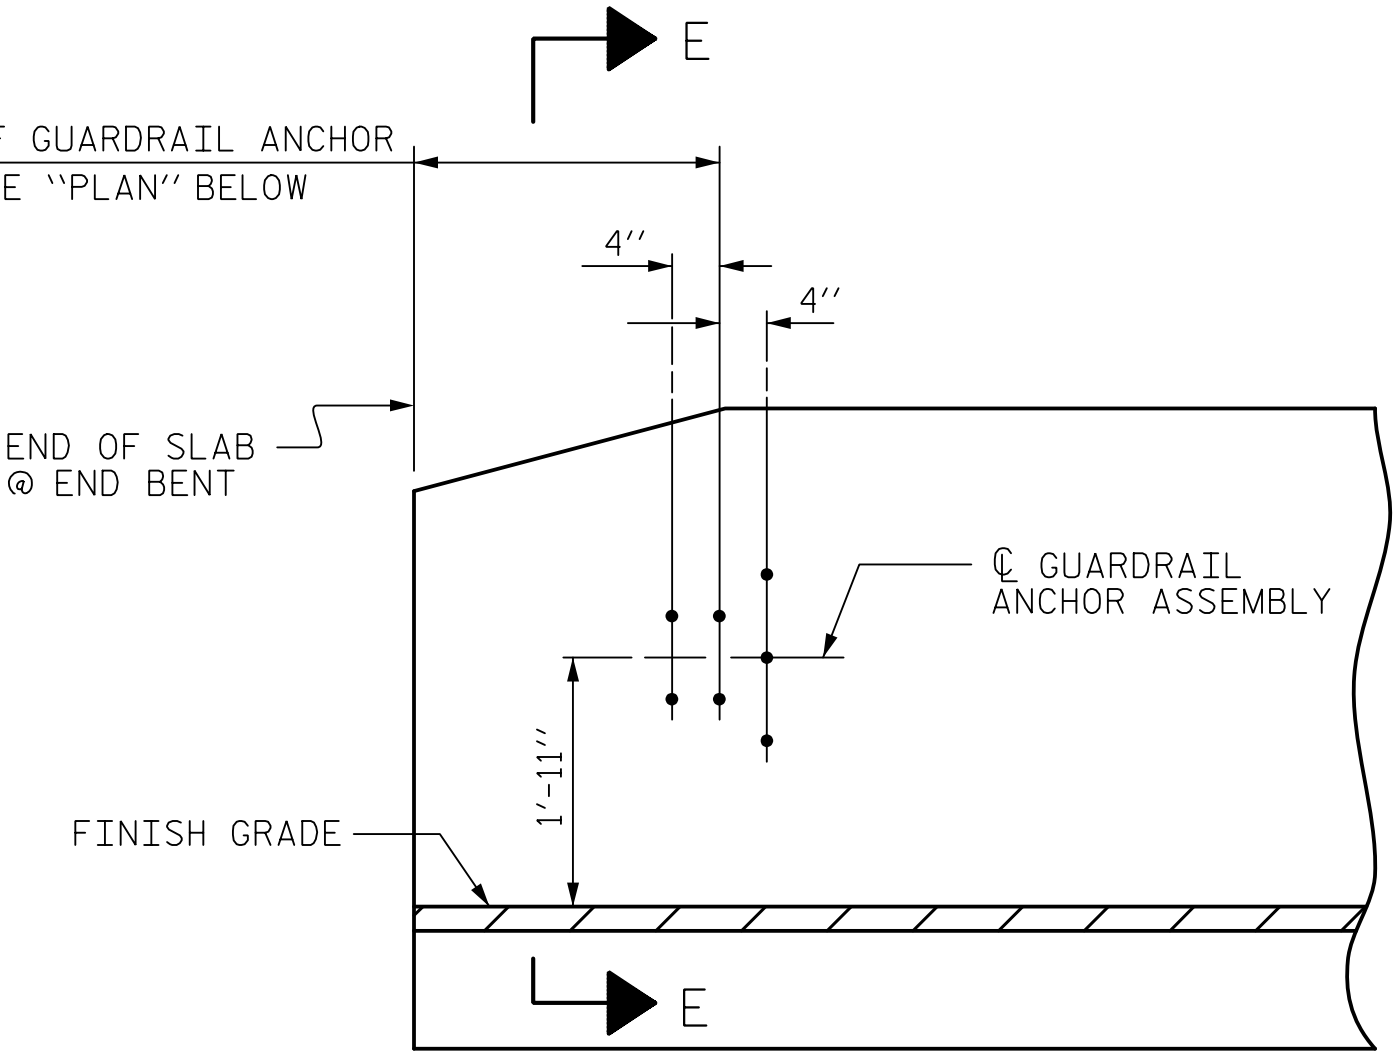 E
GUARDRAIL ANCHOR
"PLAN" BELOW
4"
4"
END OF SLAB
@ END BENT
℄ GUARDRAIL
ANCHOR ASSEMBLY
1'-11"
FINISH GRADE
E